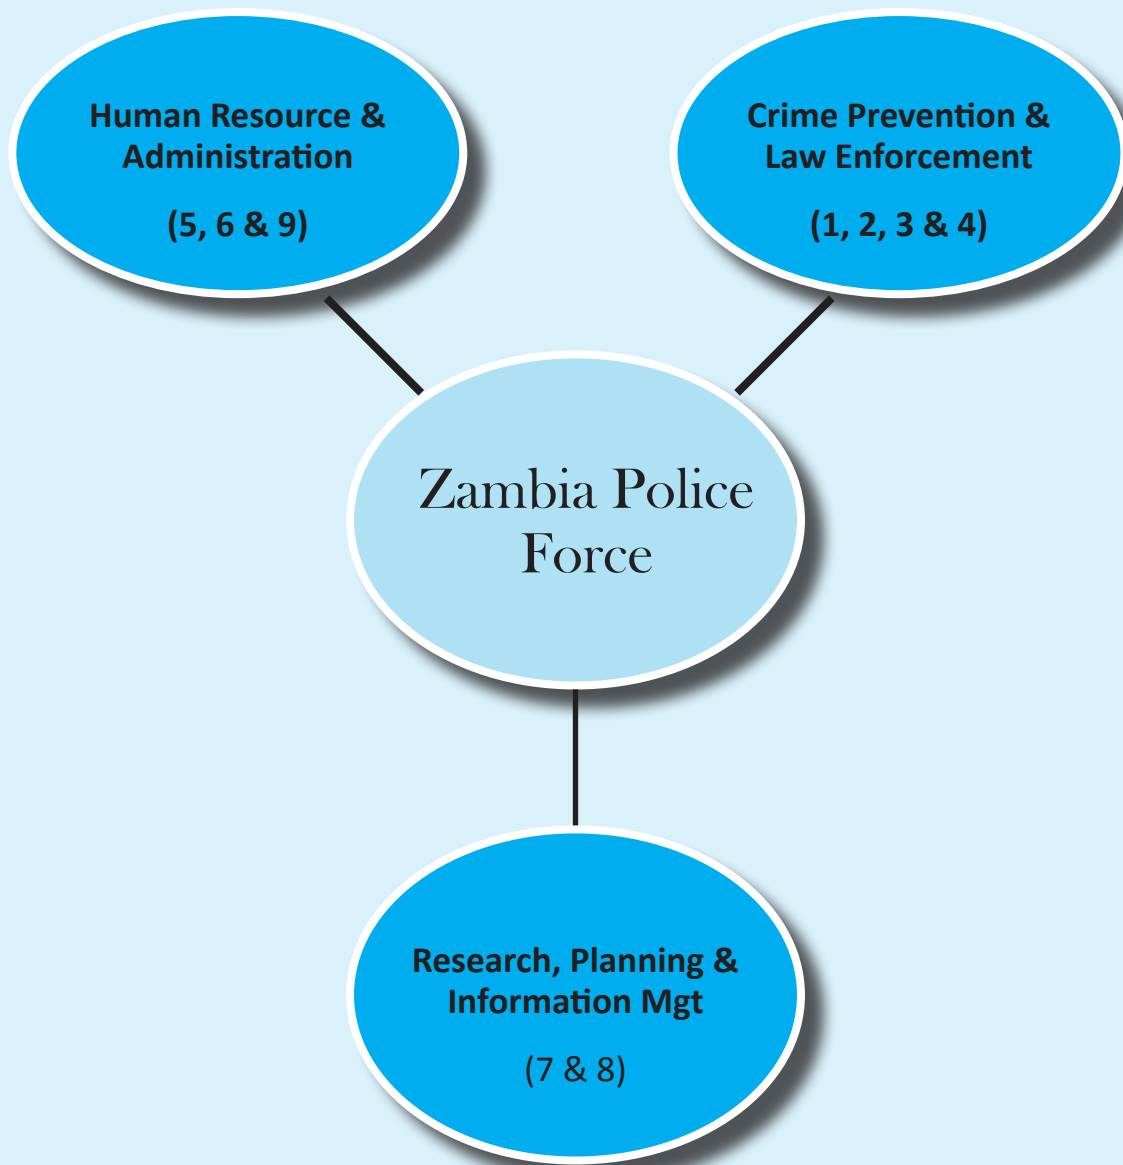 Human Resource &
Administration
(5, 6 & 9)
Crime Prevention &
Law Enforcement
(1, 2, 3 & 4)
Zambia Police
Force
Research, Planning &
Information Mgt
(7 & 8)